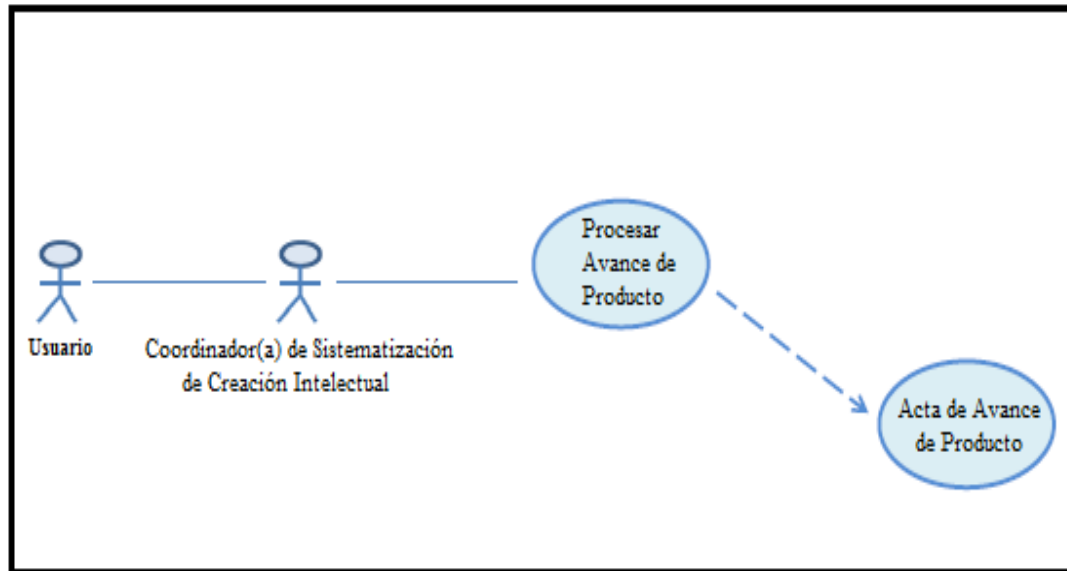 Procesar
Avance de
Producto
Usuario
Coordinador(a) de Sistematización
de Creación Intelectual
Acta de Avance
de Producto